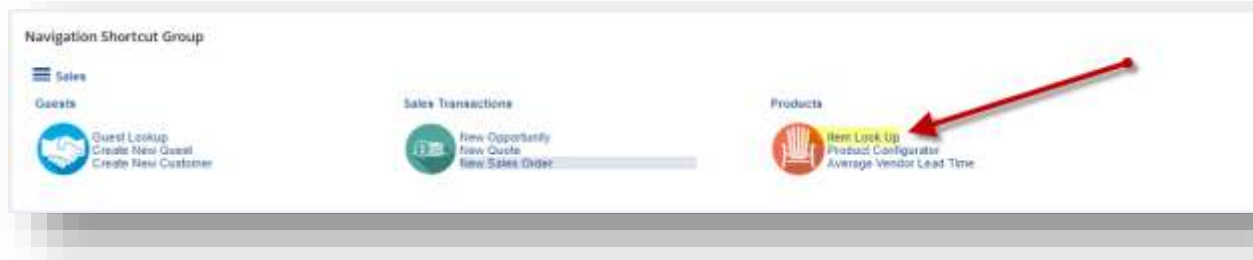 Navigation Shortcut Group
Sales
Guests
Guest Lookup
Create New Guest
Create New Customer
Sales Transactions
New Opportunity
New Quote
New Sales Order
Products
Item Look Up
Product Configurator
Average Vendor Lead Time